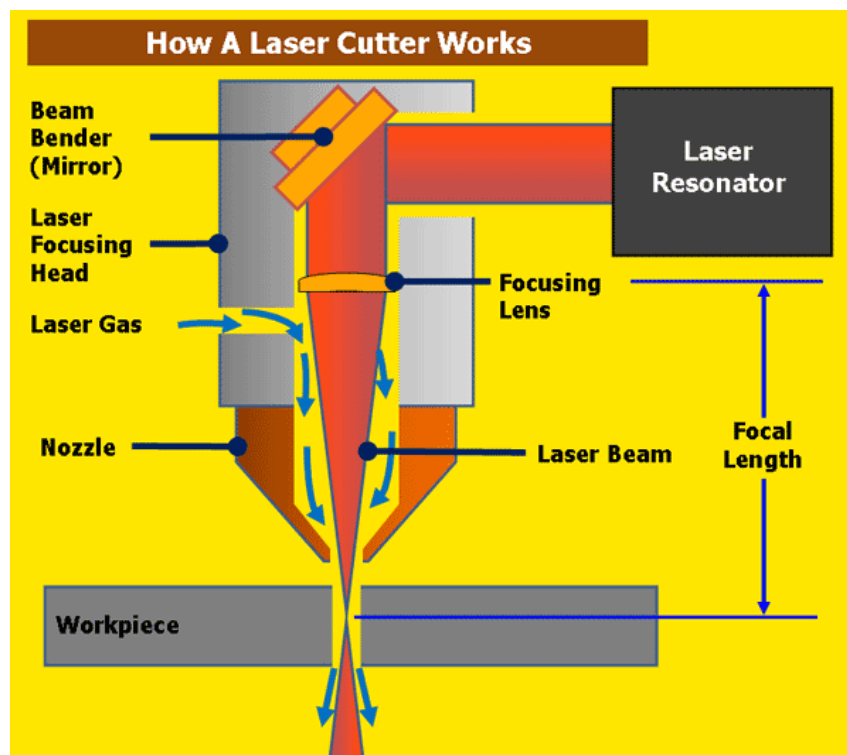 How A Laser Cutter Works
Beam
Bender
(Mirror)
Laser
Resonator
Laser
Focusing
Head
Focusing
Lens
Laser Gas
Nozzle
Laser Beam
Focal
Length
Workpiece